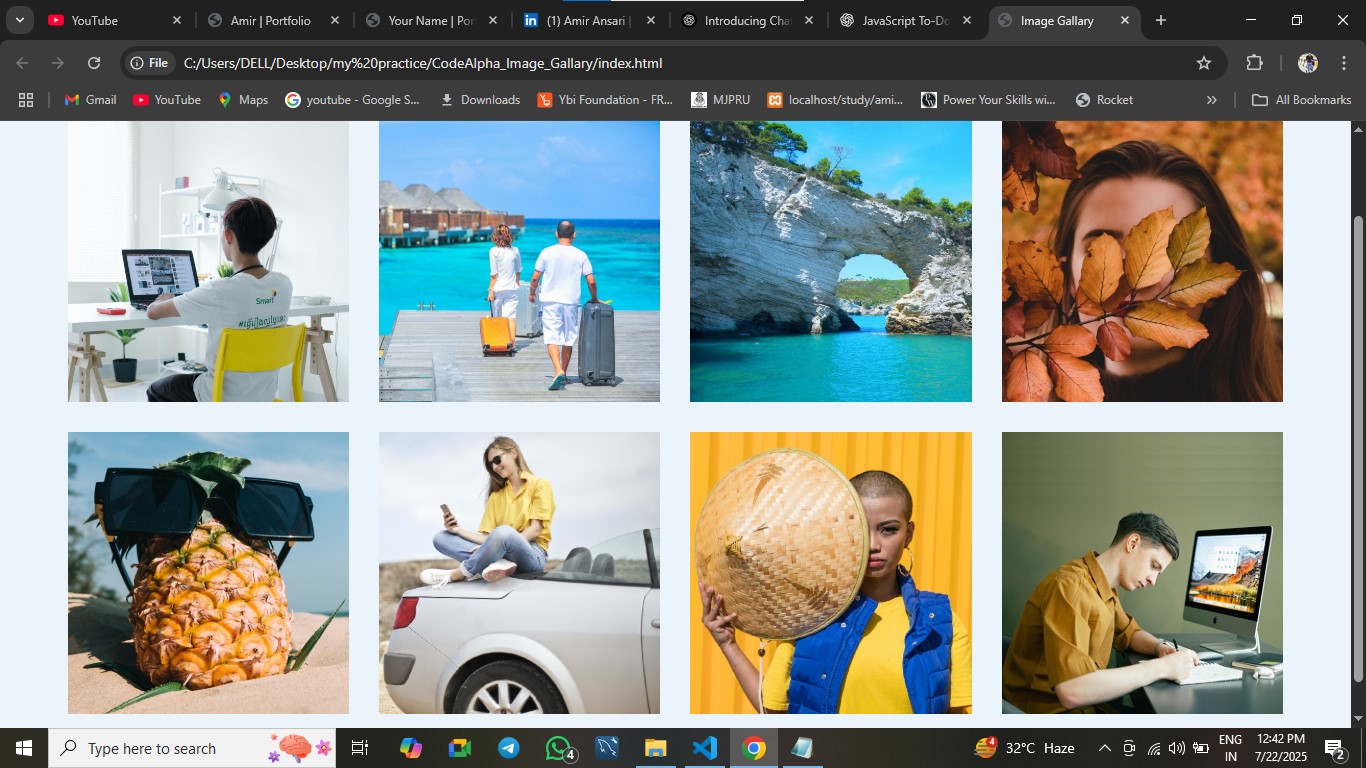 YouTube
Amir | Portfolio
Your Name | Por
(1) Amir Ansari |
Introducing Cha
JavaScript To-Do
Image Gallary
File
C:/Users/DELL/Desktop/my%20practice/CodeAlpha_Image_Gallary/index.html
Gmail
YouTube
Maps
youtube - Google S...
Downloads
Ybi Foundation - FR...
MJPRU
localhost/study/ami...
Power Your Skills wi...
Rocket
All Bookmarks
Smart
Type here to search
4
4
32°C Haze
ENG
IN
12:42 PM
7/22/2025
2